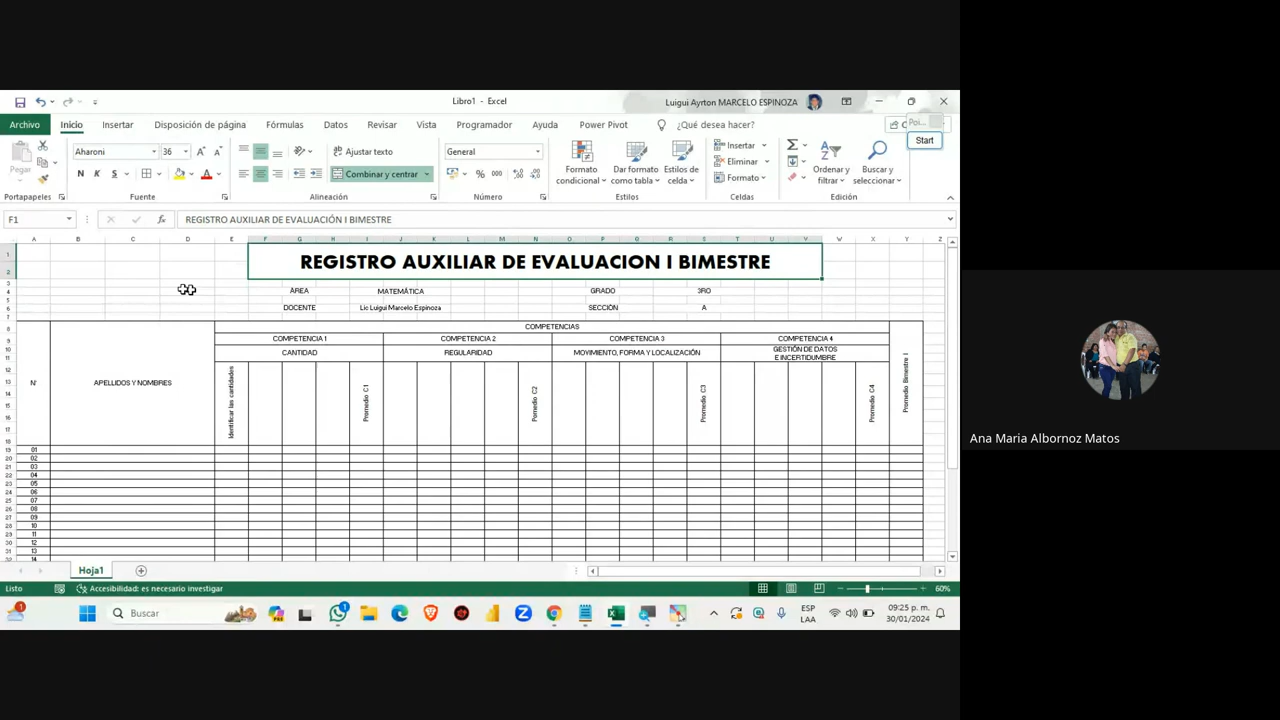 Libro1 - Excel
Luigui Ayrton MARCELO ESPINOZA
Archivo Inicio Insertar Disposición de página Fórmulas Datos Revisar Vista Programador Ayuda Power Pivot ¿Qué desea hacer?
Start
Pegar
Aharoni 36
N K S
Ajustar texto
Combinar y centrar
General
Formato condicional
Dar formato como tabla
Estilos de celda
Insertar
Eliminar
Formato
Ordenar y filtrar
Buscar y seleccionar
Portapapeles Fuente Alineación Número Estilos Celdas Edición
F1 REGISTRO AUXILIAR DE EVALUACIÓN I BIMESTRE
A B C D E F G H I J K L M N O P Q R S T U V W X Y Z
REGISTRO AUXILIAR DE EVALUACION I BIMESTRE
ÁREA MATEMÁTICA GRADO 3RO
DOCENTE Lic Luigui Marcelo Espinoza SECCIÓN A
COMPETENCIAS
COMPETENCIA 1 COMPETENCIA 2 COMPETENCIA 3 COMPETENCIA 4
CANTIDAD REGULARIDAD MOVIMIENTO, FORMA Y LOCALIZACIÓN GESTIÓN DE DATOS E INCERTIDUMBRE
N° APELLIDOS Y NOMBRES Identificar las cantidades Promedio C1 Promedio C2 Promedio C3 Promedio C4 Promedio Bimestre I
01
02
03
04
05
06
07
08
09
10
11
12
13
14
Hoja1
Listo Accesibilidad: es necesario investigar 60%
Buscar
ESP
LAA
09:25 p. m.
30/01/2024
Ana Maria Albornoz Matos